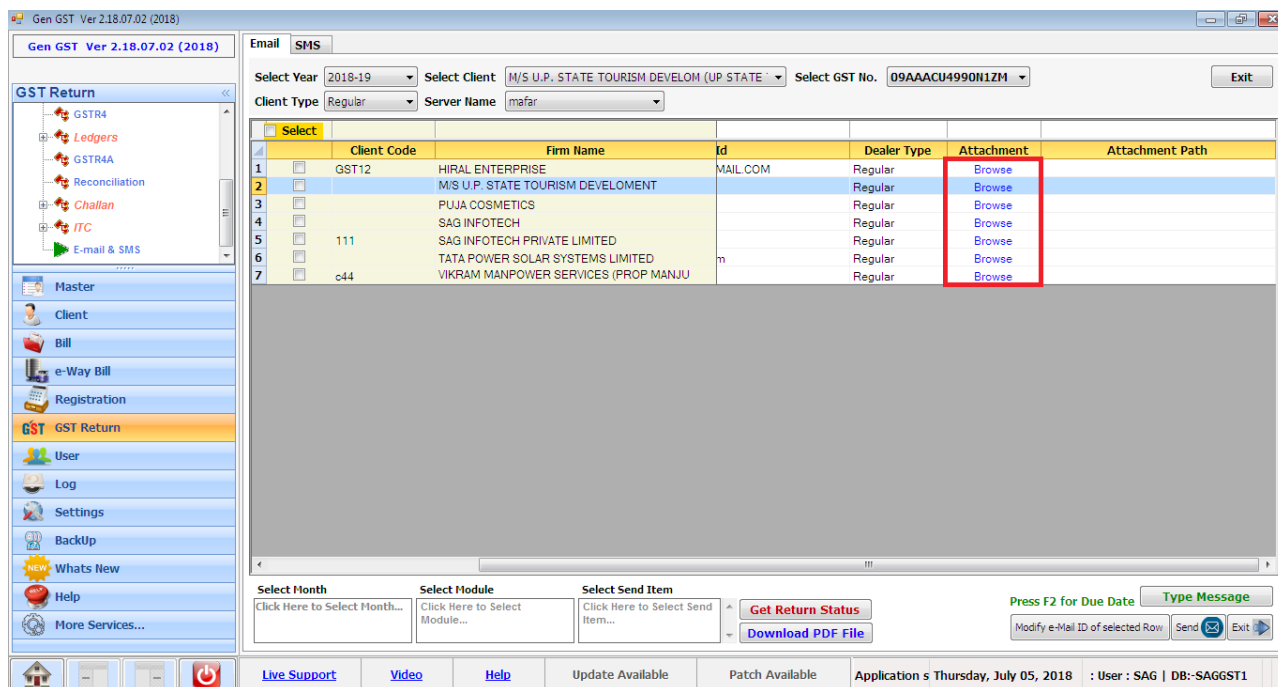 Gen GST Ver 2.18.07.02 (2018)
Gen GST Ver 2.18.07.02 (2018)
GST Return
GSTR4
Ledgers
GSTR4A
Reconciliation
Challan
ITC
E-mail & SMS
Master
Client
Bill
e-Way Bill
Registration
GST GST Return
User
Log
Settings
BackUp
NEW Whats New
Help
More Services...
Email SMS
Select Year 2018-19 Select Client M/S U.P. STATE TOURISM DEVELOM (UP STATE Select GST No. 09AAACU4990N1ZM Exit
Client Type Regular Server Name mafar
Select
Client Code Firm Name Id Dealer Type Attachment Attachment Path
1 GST12 HIRAL ENTERPRISE MAIL.COM Regular Browse
2 M/S U.P. STATE TOURISM DEVELOMENT Regular Browse
3 PUJA COSMETICS Regular Browse
4 SAG INFOTECH Regular Browse
5 111 SAG INFOTECH PRIVATE LIMITED Regular Browse
6 TATA POWER SOLAR SYSTEMS LIMITED m Regular Browse
7 c44 VIKRAM MANPOWER SERVICES (PROP MANJU Regular Browse
Select Month Select Module Select Send Item
Click Here to Select Month... Click Here to Select Module... Click Here to Select Send Item...
Get Return Status
Download PDF File
Press F2 for Due Date Type Message
Modify e-Mail ID of selected Row Send Exit
Live Support Video Help Update Available Patch Available Application s Thursday, July 05, 2018 : User : SAG | DB:-SAGGST1